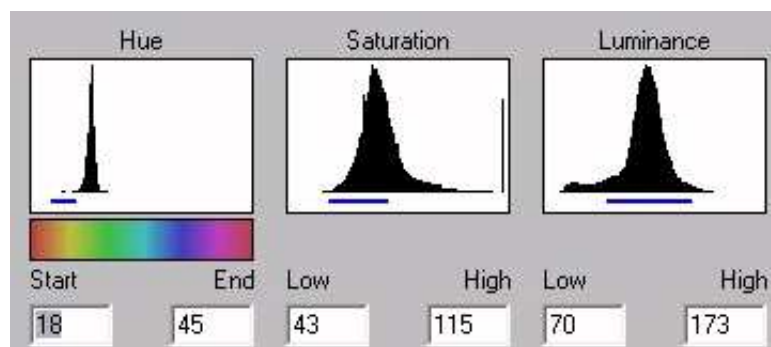 Hue Saturation Luminance
Start End Low High Low High
18 45 43 115 70 173